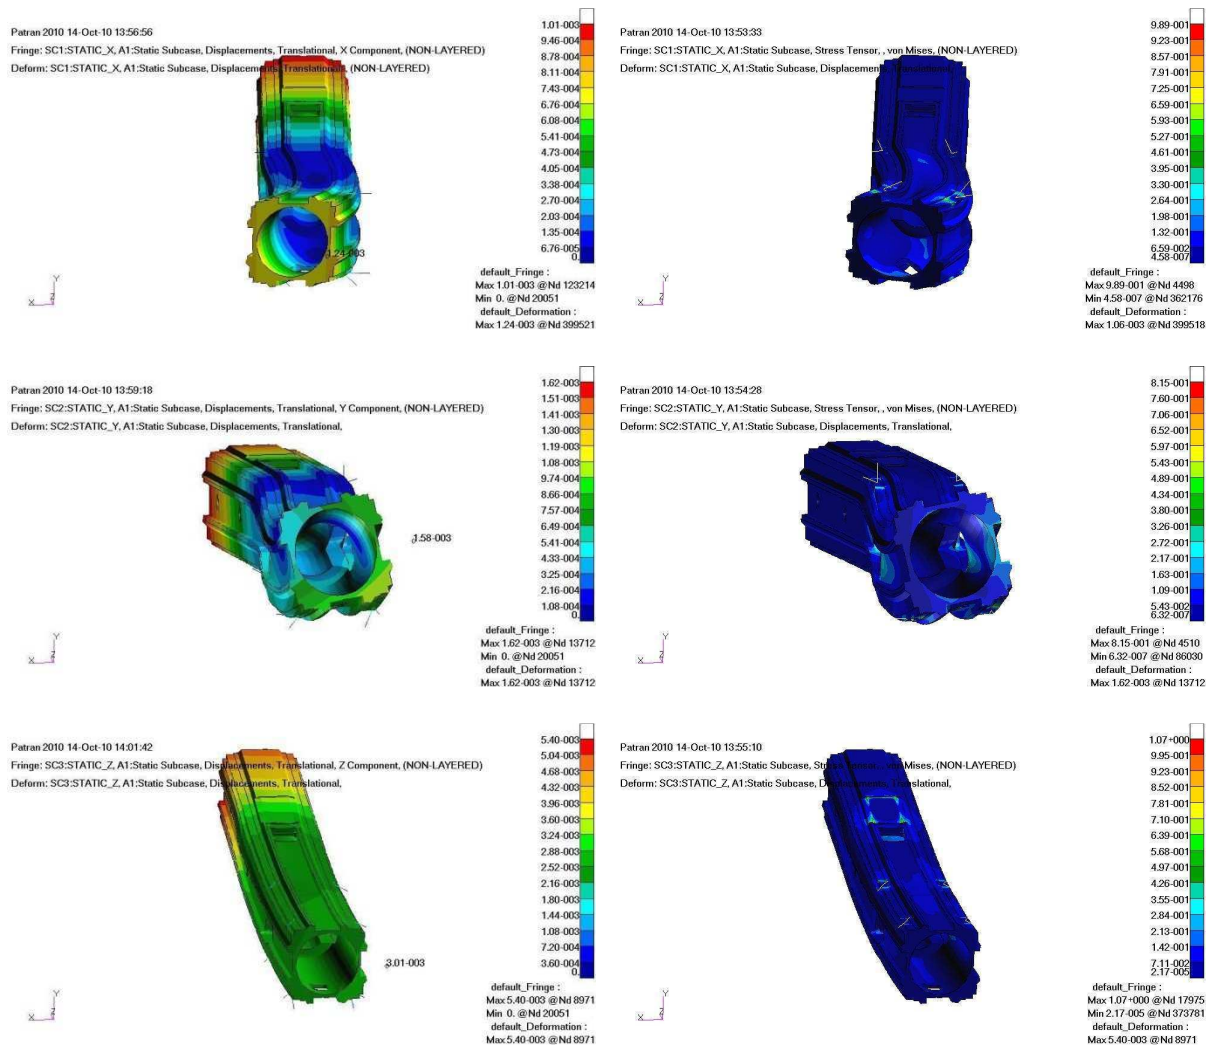 Patran 2010 14-Oct-10 13:56:56
Fringe: SC1:STATIC_X, A1:Static Subcase, Displacements, Translational, X Component, (NON-LAYERED)
Deform: SC1:STATIC_X, A1:Static Subcase, Displacements, Translational, (NON-LAYERED)
1.01-003
9.46-004
8.78-004
8.11-004
7.43-004
6.76-004
6.08-004
5.41-004
4.73-004
4.05-004
3.38-004
2.70-004
2.03-004
1.35-004
6.76-005
0.
1.24-003
Y
X
Z
default_Fringe :
Max 1.01-003 @Nd 123214
Min 0. @Nd 20051
default_Deformation :
Max 1.24-003 @Nd 399521
Patran 2010 14-Oct-10 13:53:33
Fringe: SC1:STATIC_X, A1:Static Subcase, Stress Tensor, , von Mises, (NON-LAYERED)
Deform: SC1:STATIC_X, A1:Static Subcase, Displacements, Translational,
9.89-001
9.23-001
8.57-001
7.91-001
7.25-001
6.59-001
5.93-001
5.27-001
4.61-001
3.95-001
3.30-001
2.64-001
1.98-001
1.32-001
6.59-002
4.58-007
Y
X
Z
default_Fringe :
Max 9.89-001 @Nd 4498
Min 4.58-007 @Nd 362176
default_Deformation :
Max 1.06-003 @Nd 399518
Patran 2010 14-Oct-10 13:59:18
Fringe: SC2:STATIC_Y, A1:Static Subcase, Displacements, Translational, Y Component, (NON-LAYERED)
Deform: SC2:STATIC_Y, A1:Static Subcase, Displacements, Translational,
1.62-003
1.51-003
1.41-003
1.30-003
1.19-003
1.08-003
9.74-004
8.66-004
7.57-004
6.49-004
5.41-004
4.33-004
3.25-004
2.16-004
1.08-004
0.
1.58-003
Y
X
Z
default_Fringe :
Max 1.62-003 @Nd 13712
Min 0. @Nd 20051
default_Deformation :
Max 1.62-003 @Nd 13712
Patran 2010 14-Oct-10 13:54:28
Fringe: SC2:STATIC_Y, A1:Static Subcase, Stress Tensor, , von Mises, (NON-LAYERED)
Deform: SC2:STATIC_Y, A1:Static Subcase, Displacements, Translational,
8.15-001
7.60-001
7.06-001
6.52-001
5.97-001
5.43-001
4.89-001
4.34-001
3.80-001
3.26-001
2.72-001
2.17-001
1.63-001
1.09-001
5.43-002
6.32-007
Y
X
Z
default_Fringe :
Max 8.15-001 @Nd 4510
Min 6.32-007 @Nd 86030
default_Deformation :
Max 1.62-003 @Nd 13712
Patran 2010 14-Oct-10 14:01:42
Fringe: SC3:STATIC_Z, A1:Static Subcase, Displacements, Translational, Z Component, (NON-LAYERED)
Deform: SC3:STATIC_Z, A1:Static Subcase, Displacements, Translational,
5.40-003
5.04-003
4.68-003
4.32-003
3.96-003
3.60-003
3.24-003
2.88-003
2.52-003
2.16-003
1.80-003
1.44-003
1.08-003
7.20-004
3.60-004
0.
3.01-003
Y
X
Z
default_Fringe :
Max 5.40-003 @Nd 8971
Min 0. @Nd 20051
default_Deformation :
Max 5.40-003 @Nd 8971
Patran 2010 14-Oct-10 13:55:10
Fringe: SC3:STATIC_Z, A1:Static Subcase, Stress Tensor, , von Mises, (NON-LAYERED)
Deform: SC3:STATIC_Z, A1:Static Subcase, Displacements, Translational,
1.07+000
9.95-001
9.23-001
8.52-001
7.81-001
7.10-001
6.39-001
5.68-001
4.97-001
4.26-001
3.55-001
2.84-001
2.13-001
1.42-001
7.11-002
2.17-005
Y
X
Z
default_Fringe :
Max 1.07+000 @Nd 17975
Min 2.17-005 @Nd 373781
default_Deformation :
Max 5.40-003 @Nd 8971